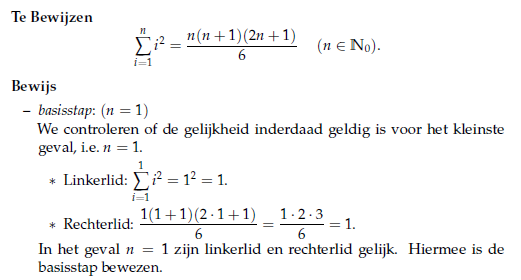 Te Bewijzen
$$\sum_{i=1}^{n} i^2 = \frac{n(n+1)(2n+1)}{6} \quad (n \in \mathbb{N}_0).$$
Bewijs
– basisstap: (n = 1)
We controleren of de gelijkheid inderdaad geldig is voor het kleinste
geval, i.e. n = 1.
∗ Linkerlid: $\sum_{i=1}^{1} i^2 = 1^2 = 1.$
∗ Rechterlid: $\frac{1(1+1)(2 \cdot 1+1)}{6} = \frac{1 \cdot 2 \cdot 3}{6} = 1.$
In het geval n = 1 zijn linkerlid en rechterlid gelijk. Hiermee is de
basisstap bewezen.